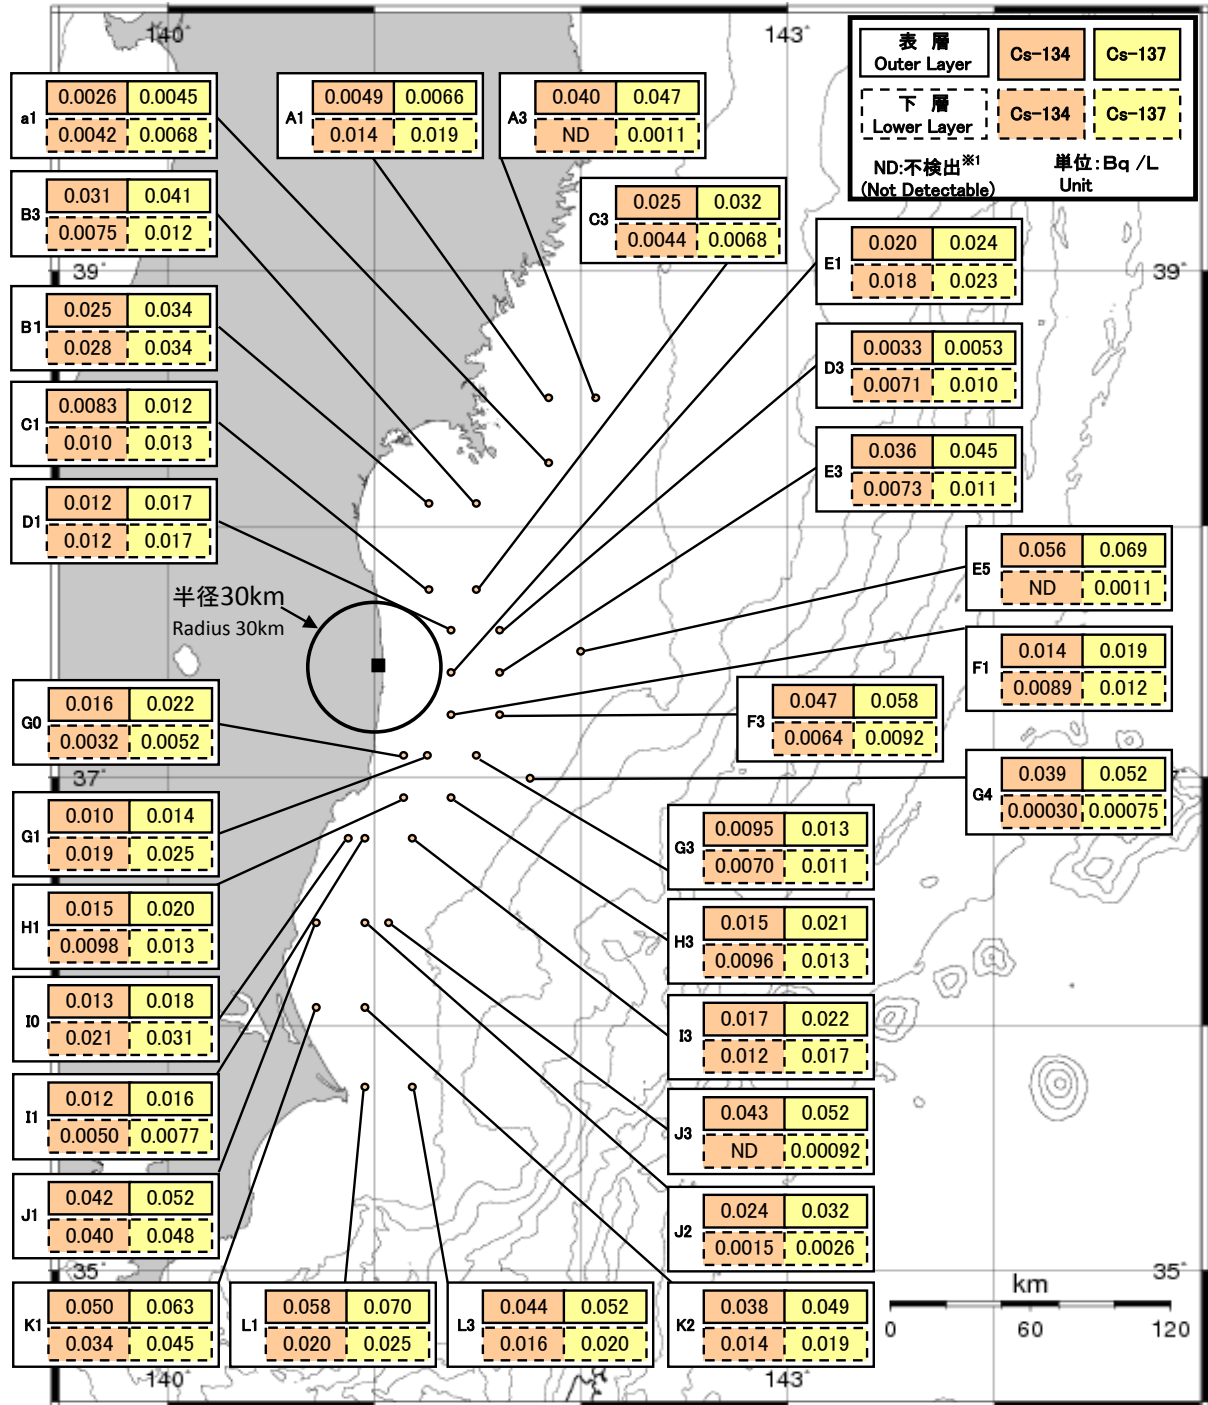 140°
143°
表 層
Outer Layer
Cs-134
Cs-137
下 層
Lower Layer
Cs-134
Cs-137
ND:不検出※1
(Not Detectable)
単位:Bq /L
Unit
a1
0.0026 0.0045
0.0042 0.0068
A1
0.0049 0.0066
0.014 0.019
A3
0.040 0.047
ND 0.0011
B3
0.031 0.041
0.0075 0.012
C3
0.025 0.032
0.0044 0.0068
E1
0.020 0.024
0.018 0.023
39°
39°
B1
0.025 0.034
0.028 0.034
D3
0.0033 0.0053
0.0071 0.010
C1
0.0083 0.012
0.010 0.013
E3
0.036 0.045
0.0073 0.011
D1
0.012 0.017
0.012 0.017
E5
0.056 0.069
ND 0.0011
半径30km
Radius 30km
F1
0.014 0.019
0.0089 0.012
G0
0.016 0.022
0.0032 0.0052
F3
0.047 0.058
0.0064 0.0092
37°
G4
0.039 0.052
0.00030 0.00075
G1
0.010 0.014
0.019 0.025
G3
0.0095 0.013
0.0070 0.011
H1
0.015 0.020
0.0098 0.013
H3
0.015 0.021
0.0096 0.013
I0
0.013 0.018
0.021 0.031
I3
0.017 0.022
0.012 0.017
I1
0.012 0.016
0.0050 0.0077
J3
0.043 0.052
ND 0.00092
J1
0.042 0.052
0.040 0.048
J2
0.024 0.032
0.0015 0.0026
35°
35°
K1
0.050 0.063
0.034 0.045
L1
0.058 0.070
0.020 0.025
L3
0.044 0.052
0.016 0.020
K2
0.038 0.049
0.014 0.019
km
0 60 120
140°
143°